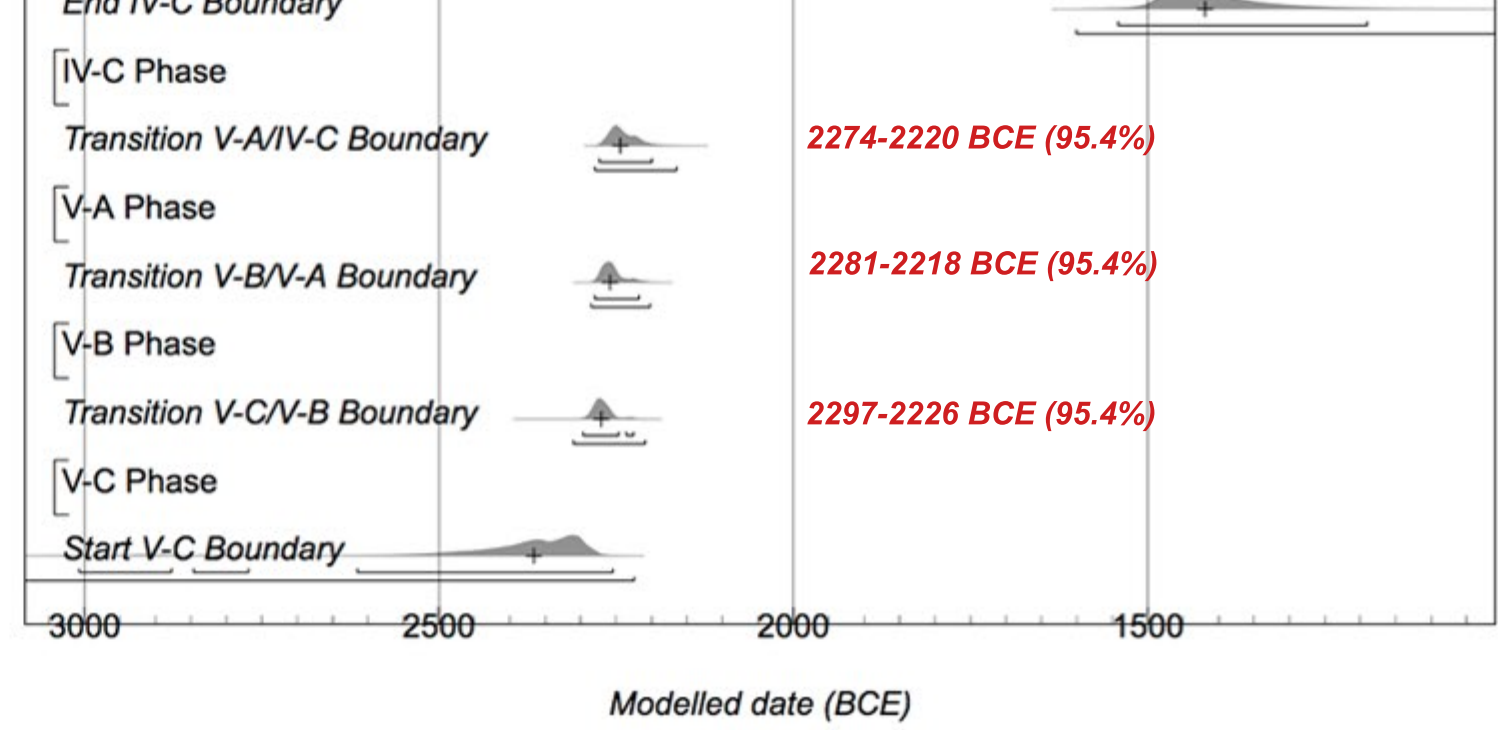 End IV-C Boundary
IV-C Phase
Transition V-A/IV-C Boundary 2274-2220 BCE (95.4%)
V-A Phase
Transition V-B/V-A Boundary 2281-2218 BCE (95.4%)
V-B Phase
Transition V-C/V-B Boundary 2297-2226 BCE (95.4%)
V-C Phase
Start V-C Boundary
3000 2500 2000 1500
Modelled date (BCE)